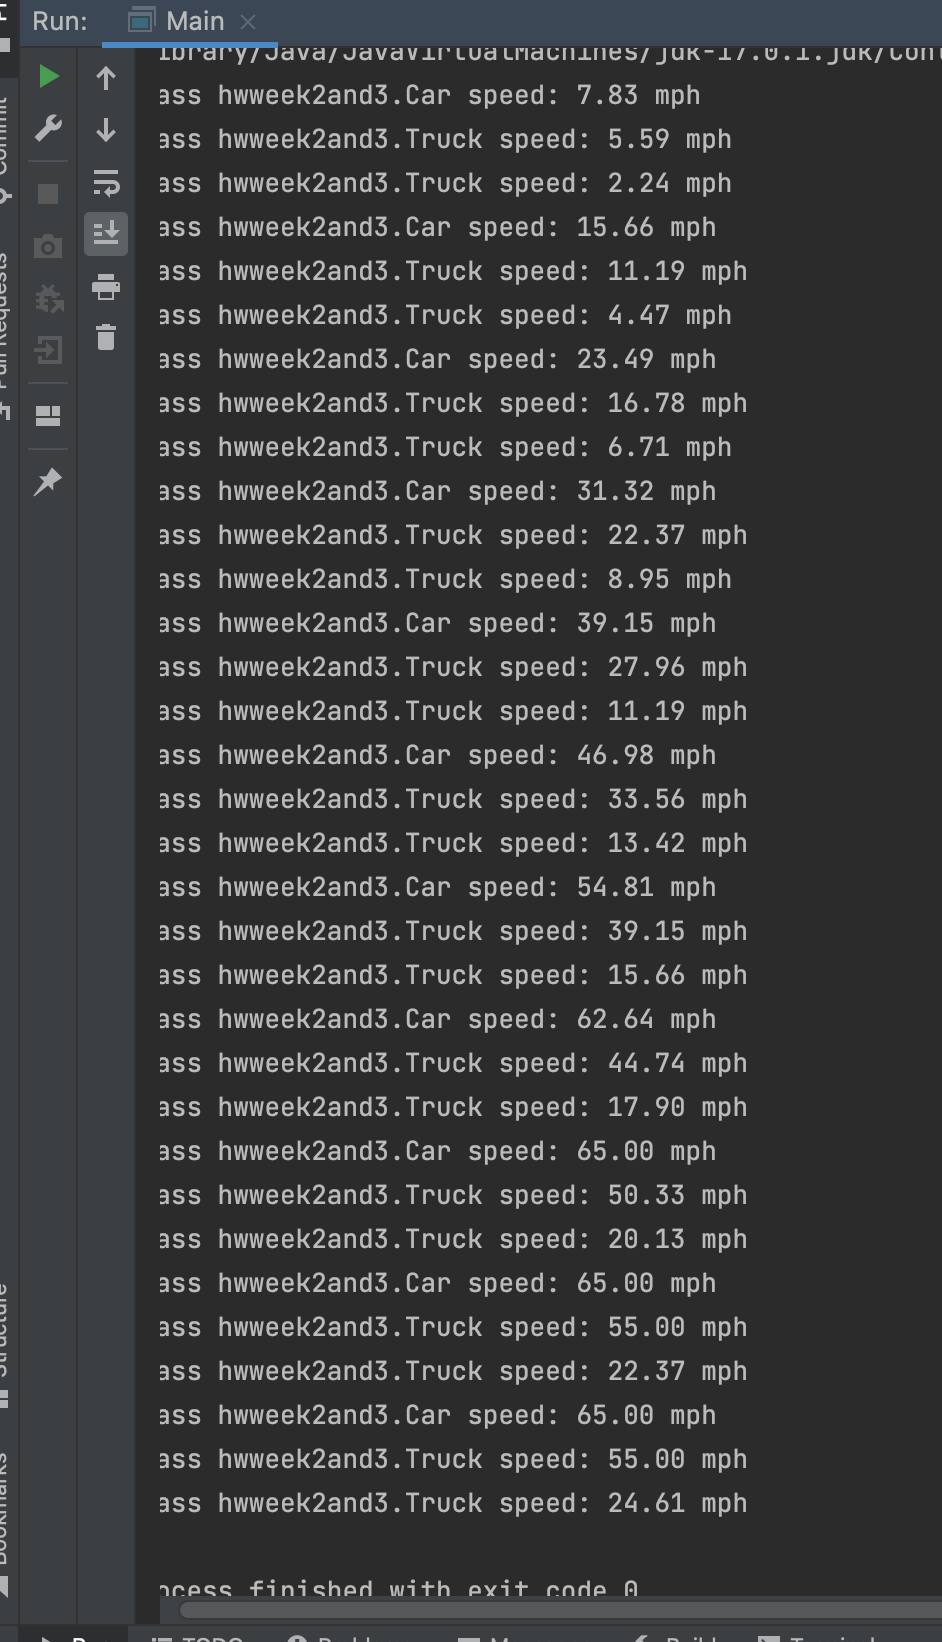 Run: Main
ibrary/Java/JavaVirtualMachines/jdk-17.0.1.jdk/Cont
ass hwweek2and3.Car speed: 7.83 mph
ass hwweek2and3.Truck speed: 5.59 mph
ass hwweek2and3.Truck speed: 2.24 mph
ass hwweek2and3.Car speed: 15.66 mph
ass hwweek2and3.Truck speed: 11.19 mph
ass hwweek2and3.Truck speed: 4.47 mph
ass hwweek2and3.Car speed: 23.49 mph
ass hwweek2and3.Truck speed: 16.78 mph
ass hwweek2and3.Truck speed: 6.71 mph
ass hwweek2and3.Car speed: 31.32 mph
ass hwweek2and3.Truck speed: 22.37 mph
ass hwweek2and3.Truck speed: 8.95 mph
ass hwweek2and3.Car speed: 39.15 mph
ass hwweek2and3.Truck speed: 27.96 mph
ass hwweek2and3.Truck speed: 11.19 mph
ass hwweek2and3.Car speed: 46.98 mph
ass hwweek2and3.Truck speed: 33.56 mph
ass hwweek2and3.Truck speed: 13.42 mph
ass hwweek2and3.Car speed: 54.81 mph
ass hwweek2and3.Truck speed: 39.15 mph
ass hwweek2and3.Truck speed: 15.66 mph
ass hwweek2and3.Car speed: 62.64 mph
ass hwweek2and3.Truck speed: 44.74 mph
ass hwweek2and3.Truck speed: 17.90 mph
ass hwweek2and3.Car speed: 65.00 mph
ass hwweek2and3.Truck speed: 50.33 mph
ass hwweek2and3.Truck speed: 20.13 mph
ass hwweek2and3.Car speed: 65.00 mph
ass hwweek2and3.Truck speed: 55.00 mph
ass hwweek2and3.Truck speed: 22.37 mph
ass hwweek2and3.Car speed: 65.00 mph
ass hwweek2and3.Truck speed: 55.00 mph
ass hwweek2and3.Truck speed: 24.61 mph
ocess finished with exit code 0
Commit
Pull Requests
Structure
Bookmarks
TODO